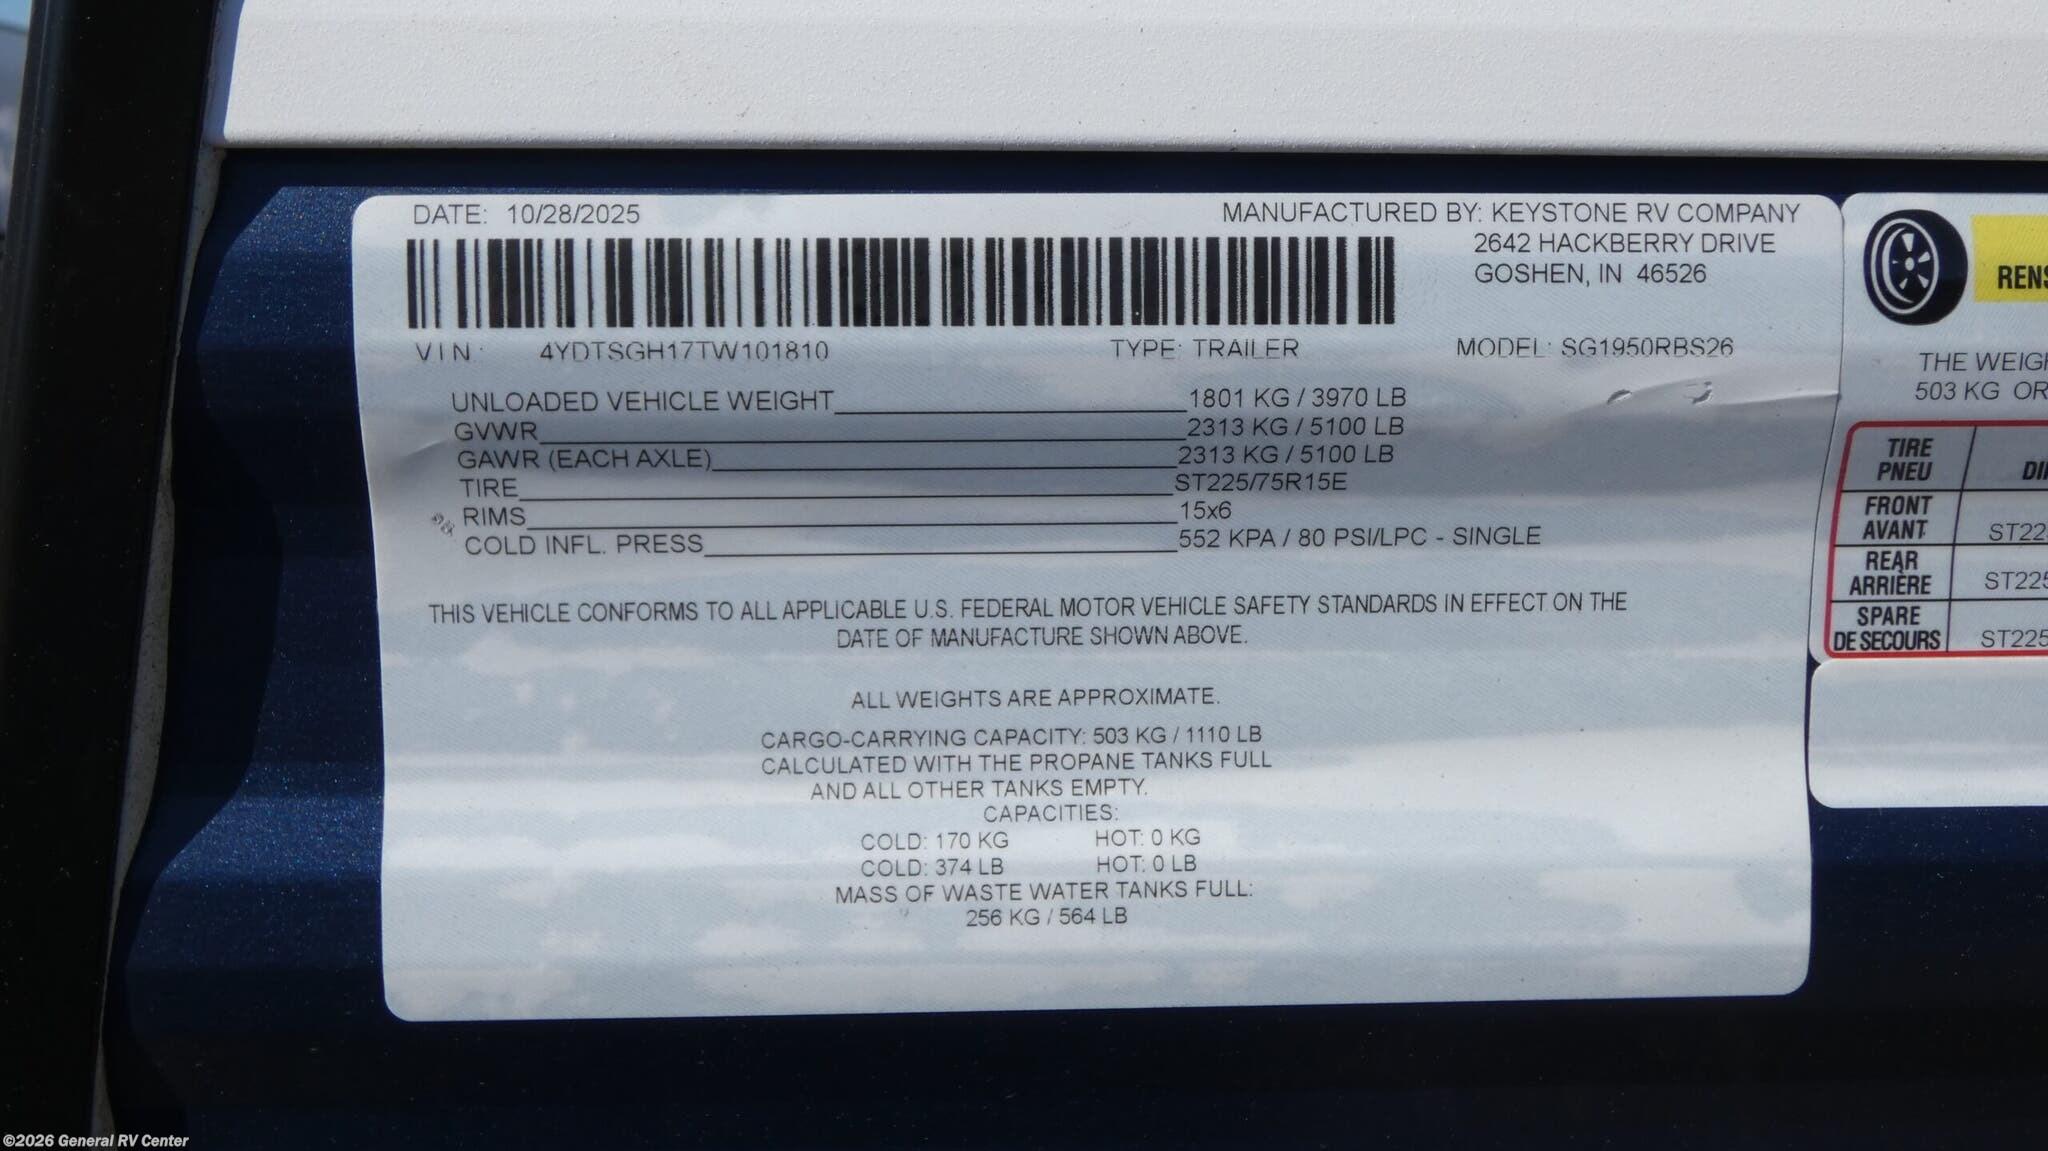 DATE: 10/28/2025
MANUFACTURED BY: KEYSTONE RV COMPANY
2642 HACKBERRY DRIVE
GOSHEN, IN 46526
VIN: 4YDTSGH17TW101810 TYPE: TRAILER MODEL: SG1950RBS26
UNLOADED VEHICLE WEIGHT 1801 KG / 3970 LB
GVWR 2313 KG / 5100 LB
GAWR (EACH AXLE) 2313 KG / 5100 LB
TIRE ST225/75R15E
RIMS 15x6
COLD INFL. PRESS 552 KPA / 80 PSI/LPC - SINGLE
THIS VEHICLE CONFORMS TO ALL APPLICABLE U.S. FEDERAL MOTOR VEHICLE SAFETY STANDARDS IN EFFECT ON THE
DATE OF MANUFACTURE SHOWN ABOVE.
ALL WEIGHTS ARE APPROXIMATE.
CARGO-CARRYING CAPACITY: 503 KG / 1110 LB
CALCULATED WITH THE PROPANE TANKS FULL
AND ALL OTHER TANKS EMPTY.
CAPACITIES:
COLD: 170 KG HOT: 0 KG
COLD: 374 LB HOT: 0 LB
MASS OF WASTE WATER TANKS FULL:
256 KG / 564 LB
RENS
THE WEIGH
503 KG OR
TIRE
PNEU
DI
FRONT
AVANT
ST22
REAR
ARRIÈRE
ST225
SPARE
DE SECOURS
ST225
©2026 General RV Center